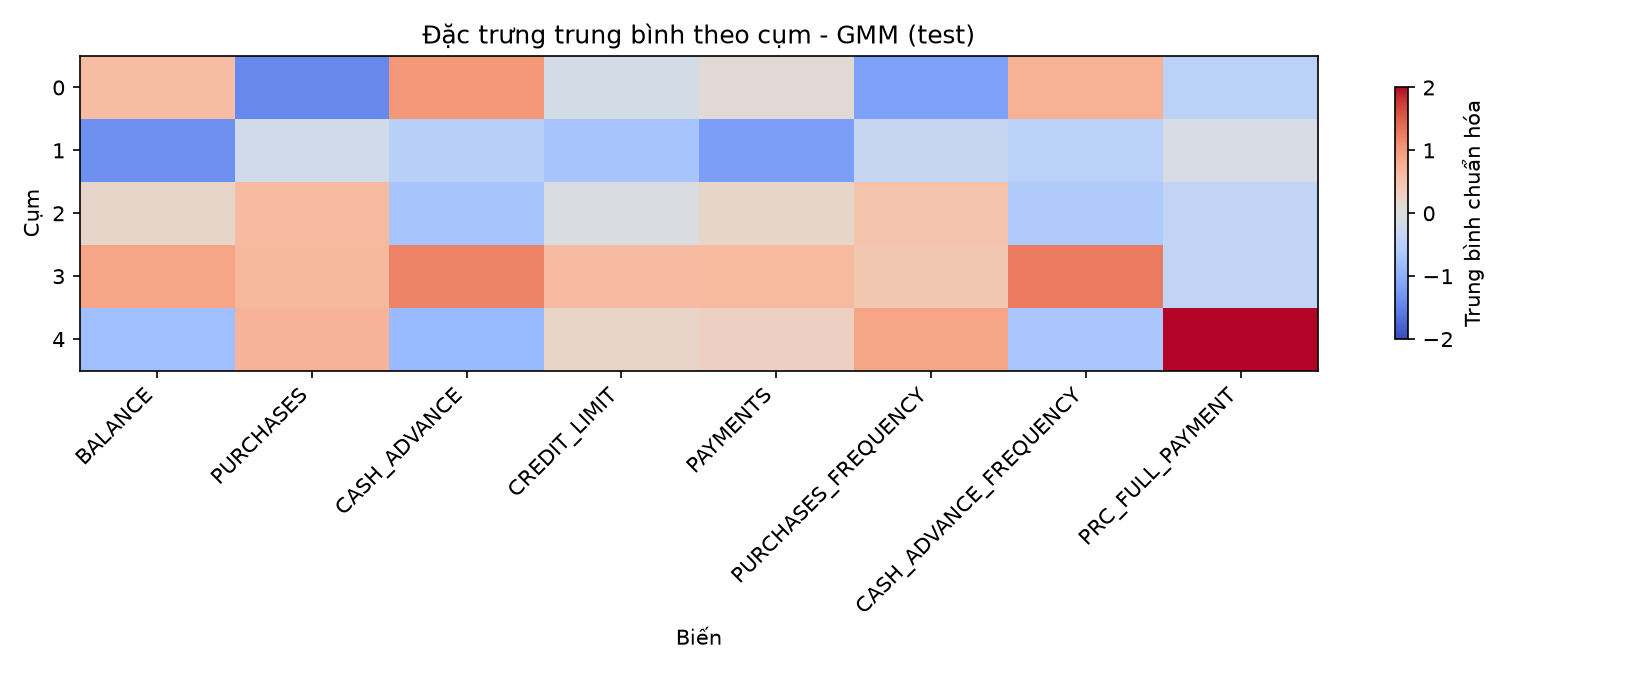 Đặc trưng trung bình theo cụm - GMM (test)
0
1
2
3
4
Cụm
BALANCE
PURCHASES
CASH_ADVANCE
CREDIT_LIMIT
PAYMENTS
PURCHASES_FREQUENCY
CASH_ADVANCE_FREQUENCY
PRC_FULL_PAYMENT
Biến
2
1
0
−1
−2
Trung bình chuẩn hóa